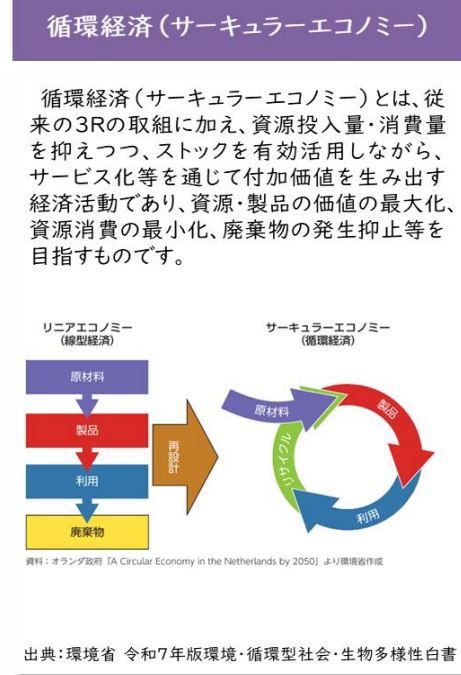 循環経済(サーキュラーエコノミー)
循環経済(サーキュラーエコノミー)とは、従
来の3Rの取組に加え、資源投入量・消費量
を抑えつつ、ストックを有効活用しながら、
サービス化等を通じて付加価値を生み出す
経済活動であり、資源・製品の価値の最大化、
資源消費の最小化、廃棄物の発生抑止等を
目指すものです。
リニアエコノミー
(線型経済)
原材料
製品
利用
廃棄物
再設計
サーキュラーエコノミー
(循環経済)
原材料
製品
利用
リサイクル
資料:オランダ政府「A Circular Economy in the Netherlands by 2050」より環境省作成
出典:環境省 令和7年版環境・循環型社会・生物多様性白書